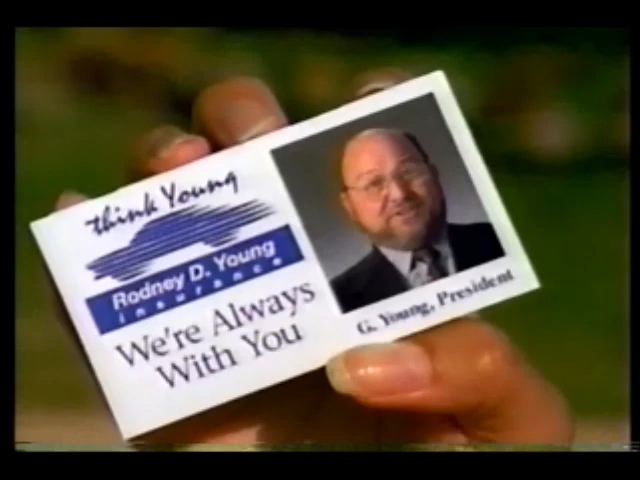 think Young
Rodney D. Young
insurance
We're Always
With You
G. Young, President